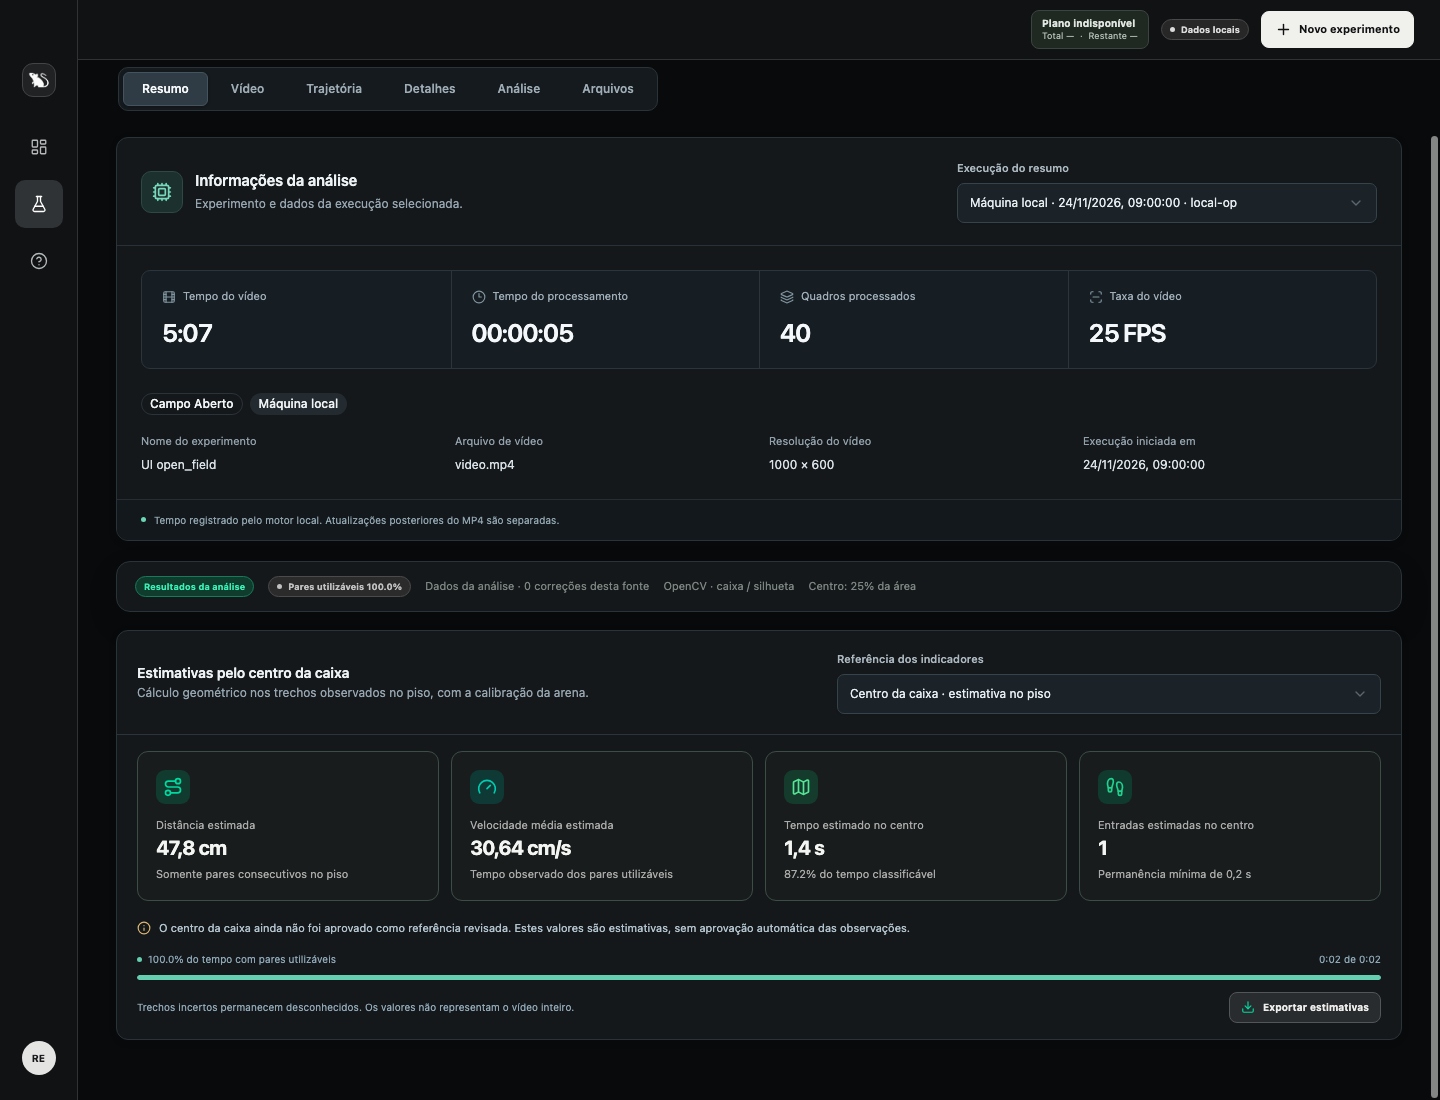 Plano indisponível
Total — · Restante —
Dados locais
Novo experimento
Resumo
Vídeo
Trajetória
Detalhes
Análise
Arquivos
Informações da análise
Experimento e dados da execução selecionada.
Execução do resumo
Máquina local · 24/11/2026, 09:00:00 · local-op
Tempo do vídeo
5:07
Tempo do processamento
00:00:05
Quadros processados
40
Taxa do vídeo
25 FPS
Campo Aberto
Máquina local
Nome do experimento
UI open_field
Arquivo de vídeo
video.mp4
Resolução do vídeo
1000 × 600
Execução iniciada em
24/11/2026, 09:00:00
Tempo registrado pelo motor local. Atualizações posteriores do MP4 são separadas.
Resultados da análise
Pares utilizáveis 100.0%
Dados da análise · 0 correções desta fonte
OpenCV · caixa / silhueta
Centro: 25% da área
Estimativas pelo centro da caixa
Cálculo geométrico nos trechos observados no piso, com a calibração da arena.
Referência dos indicadores
Centro da caixa · estimativa no piso
Distância estimada
47,8 cm
Somente pares consecutivos no piso
Velocidade média estimada
30,64 cm/s
Tempo observado dos pares utilizáveis
Tempo estimado no centro
1,4 s
87.2% do tempo classificável
Entradas estimadas no centro
1
Permanência mínima de 0,2 s
O centro da caixa ainda não foi aprovado como referência revisada. Estes valores são estimativas, sem aprovação automática das observações.
100.0% do tempo com pares utilizáveis
0:02 de 0:02
Trechos incertos permanecem desconhecidos. Os valores não representam o vídeo inteiro.
Exportar estimativas
RE